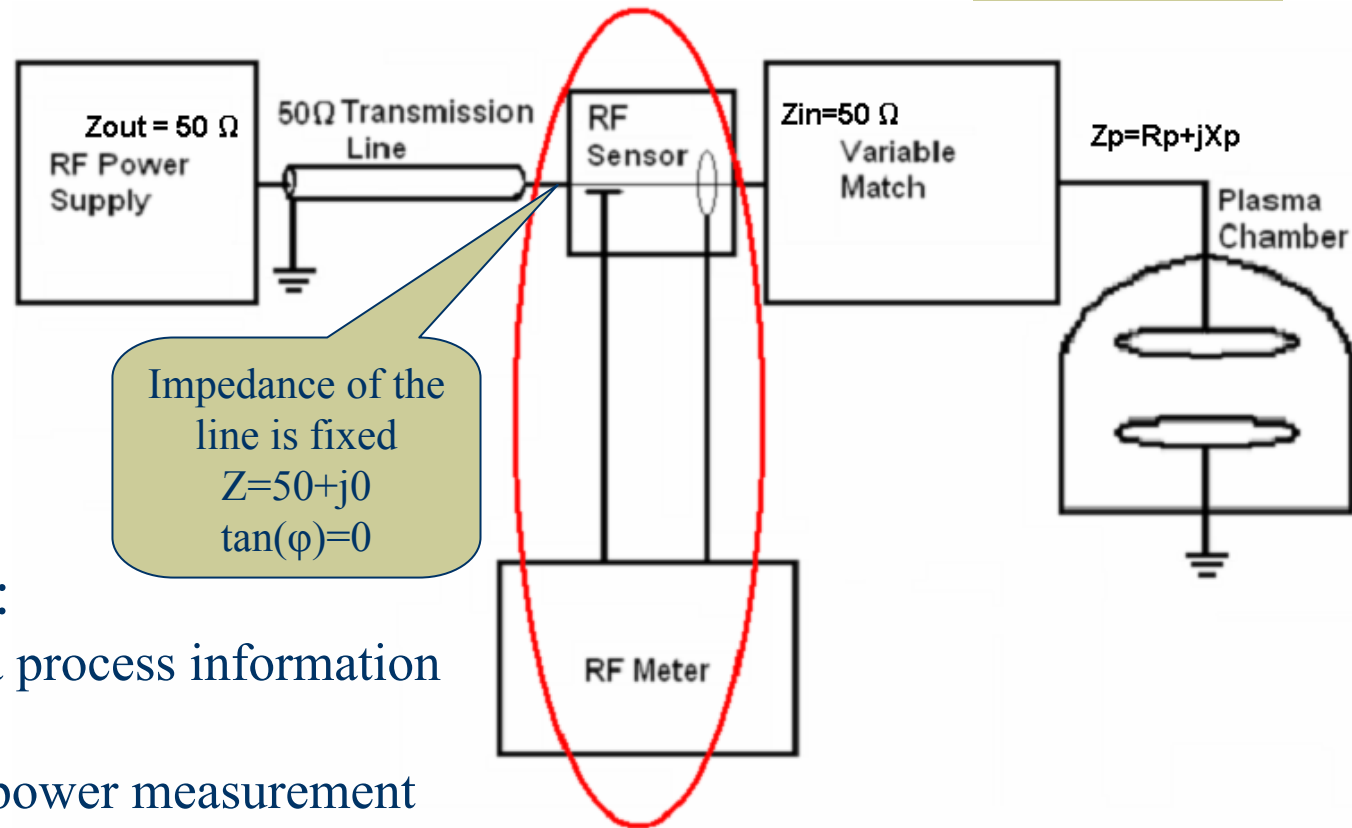 Zout = 50 Ω
RF Power
Supply
50Ω Transmission
Line
RF
Sensor
Zin=50 Ω
Variable
Match
Zp=Rp+jXp
Plasma
Chamber
Impedance of the
line is fixed
Z=50+j0
tan(φ)=0
:
process information
RF Meter
power measurement